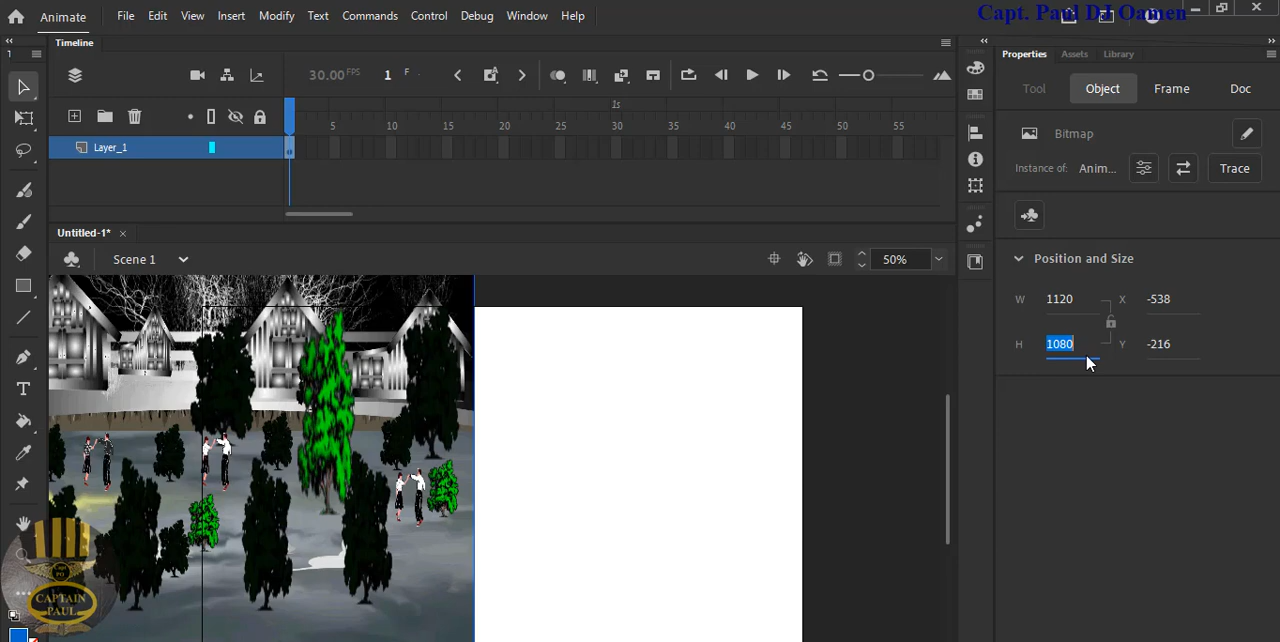 Animate File Edit View Insert Modify Text Commands Control Debug Window Help
Capt. Paul DJ Oamen
1 Timeline
Properties Assets Library
30.00 FPS 1 F
Tool Object Frame Doc
1s
5 10 15 20 25 30 35 40 45 50 55
Layer_1
Bitmap
Instance of: Anim... Trace
Untitled-1*
Scene 1 50%
Position and Size
W 1120 X -538
H 1080 Y -216
T
Capt PO
CAPTAIN
PAUL